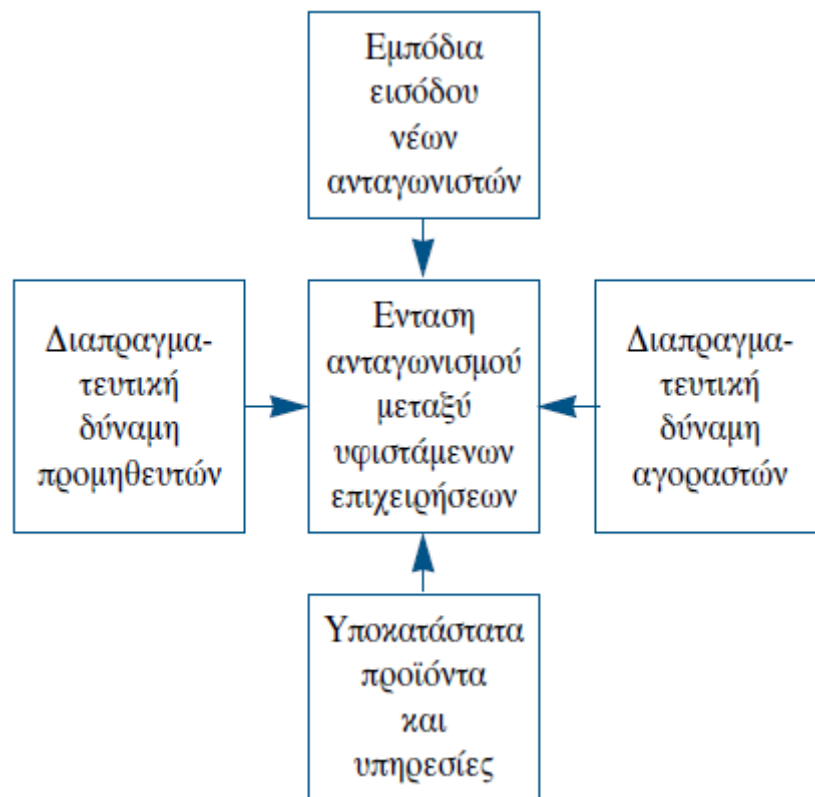 Εμπόδια
εισόδου
νέων
ανταγωνιστών
Διαπραγμα-
τευτική
δύναμη
προμηθευτών
Ενταση
ανταγωνισμού
μεταξύ
υφιστάμενων
επιχειρήσεων
Διαπραγμα-
τευτική
δύναμη
αγοραστών
Υποκατάστατα
προϊόντα
και
υπηρεσίες